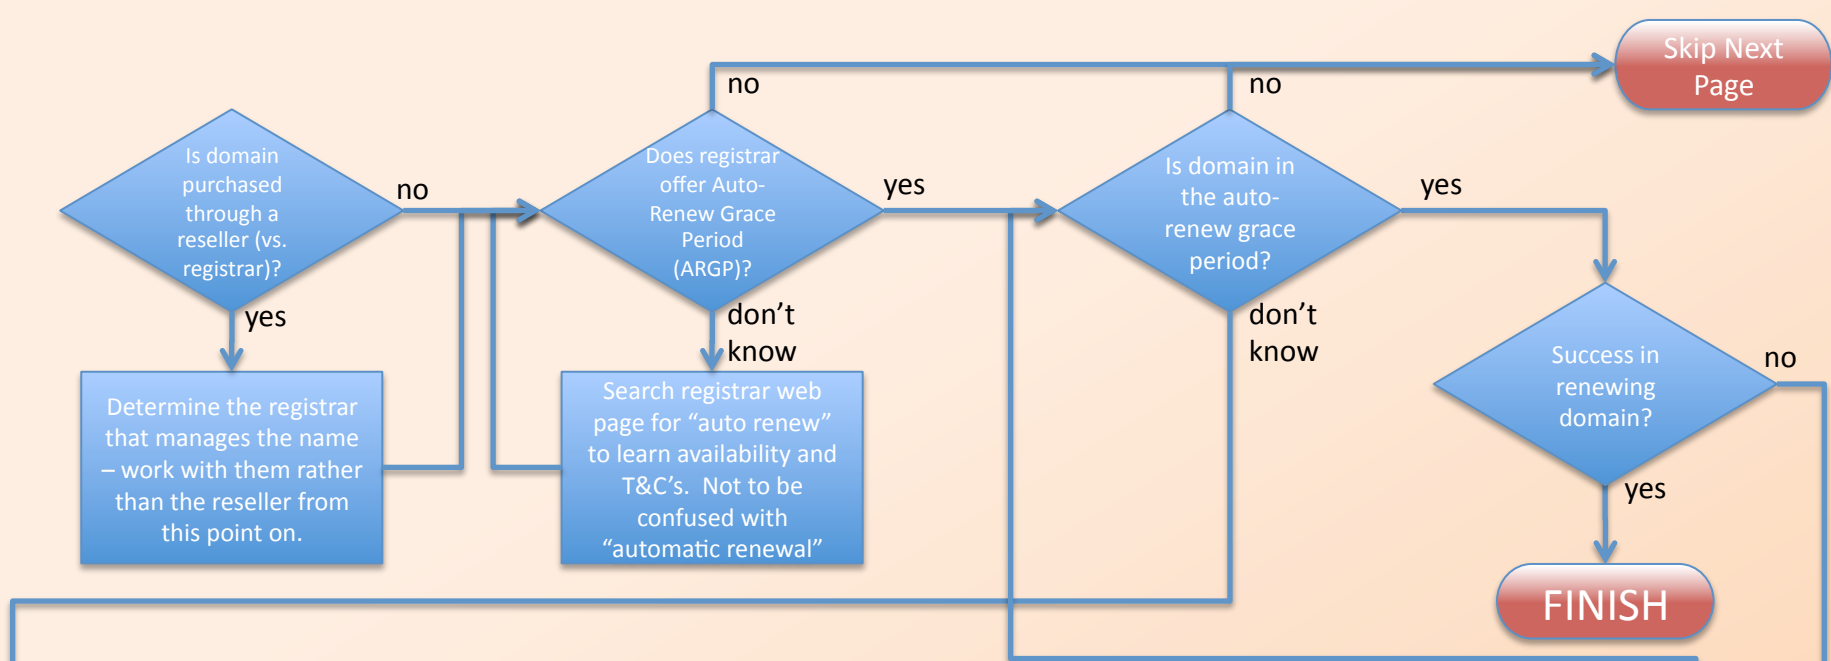 Skip Next
Page
no
no
Is domain
purchased
through a
reseller (vs.
registrar)?
no
Does registrar
offer Auto-
Renew Grace
Period
(ARGP)?
yes
Is domain in
the auto-
renew grace
period?
yes
yes
don't
know
don't
know
Determine the registrar
that manages the name
– work with them rather
than the reseller from
this point on.
Search registrar web
page for “auto renew”
to learn availability and
T&C's.  Not to be
confused with
“automatic renewal”
Success in
renewing
domain?
no
yes
FINISH